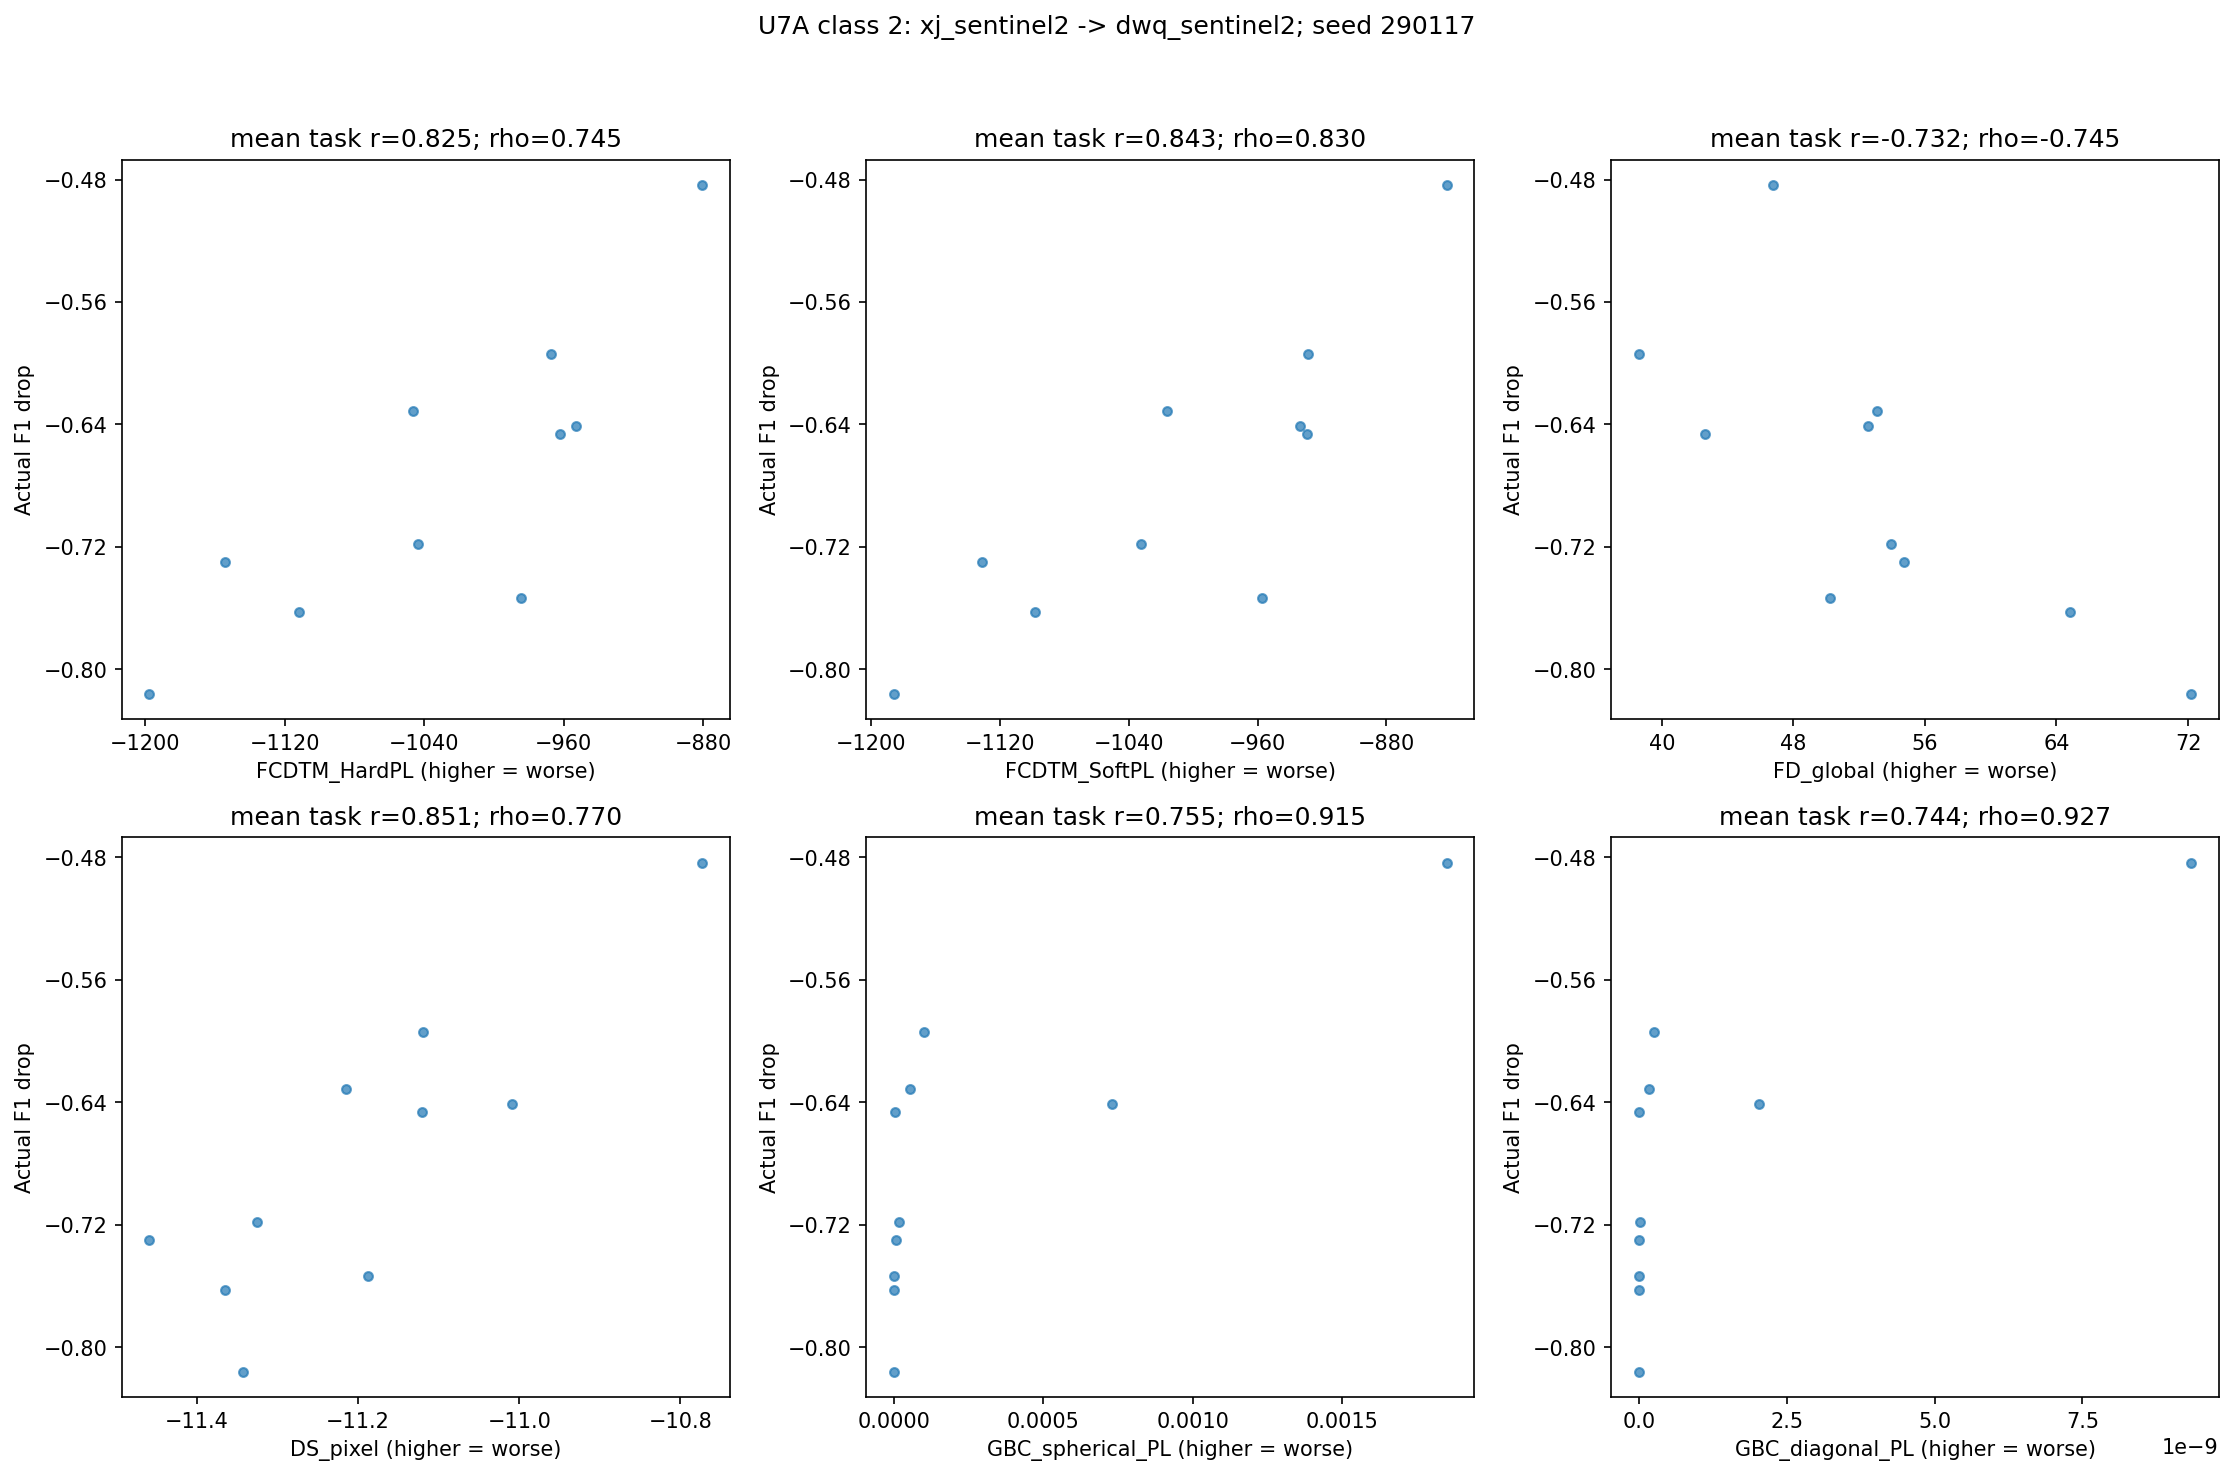 U7A class 2: xj_sentinel2 -> dwq_sentinel2; seed 290117
mean task r=0.825; rho=0.745
−0.48
−0.56
−0.64
−0.72
−0.80
Actual F1 drop
−1200
−1120
−1040
−960
−880
FCDTM_HardPL (higher = worse)
mean task r=0.843; rho=0.830
−0.48
−0.56
−0.64
−0.72
−0.80
Actual F1 drop
−1200
−1120
−1040
−960
−880
FCDTM_SoftPL (higher = worse)
mean task r=-0.732; rho=-0.745
−0.48
−0.56
−0.64
−0.72
−0.80
Actual F1 drop
40
48
56
64
72
FD_global (higher = worse)
mean task r=0.851; rho=0.770
−0.48
−0.56
−0.64
−0.72
−0.80
Actual F1 drop
−11.4
−11.2
−11.0
−10.8
DS_pixel (higher = worse)
mean task r=0.755; rho=0.915
−0.48
−0.56
−0.64
−0.72
−0.80
Actual F1 drop
0.0000
0.0005
0.0010
0.0015
GBC_spherical_PL (higher = worse)
mean task r=0.744; rho=0.927
−0.48
−0.56
−0.64
−0.72
−0.80
Actual F1 drop
0.0
2.5
5.0
7.5
1e−9
GBC_diagonal_PL (higher = worse)